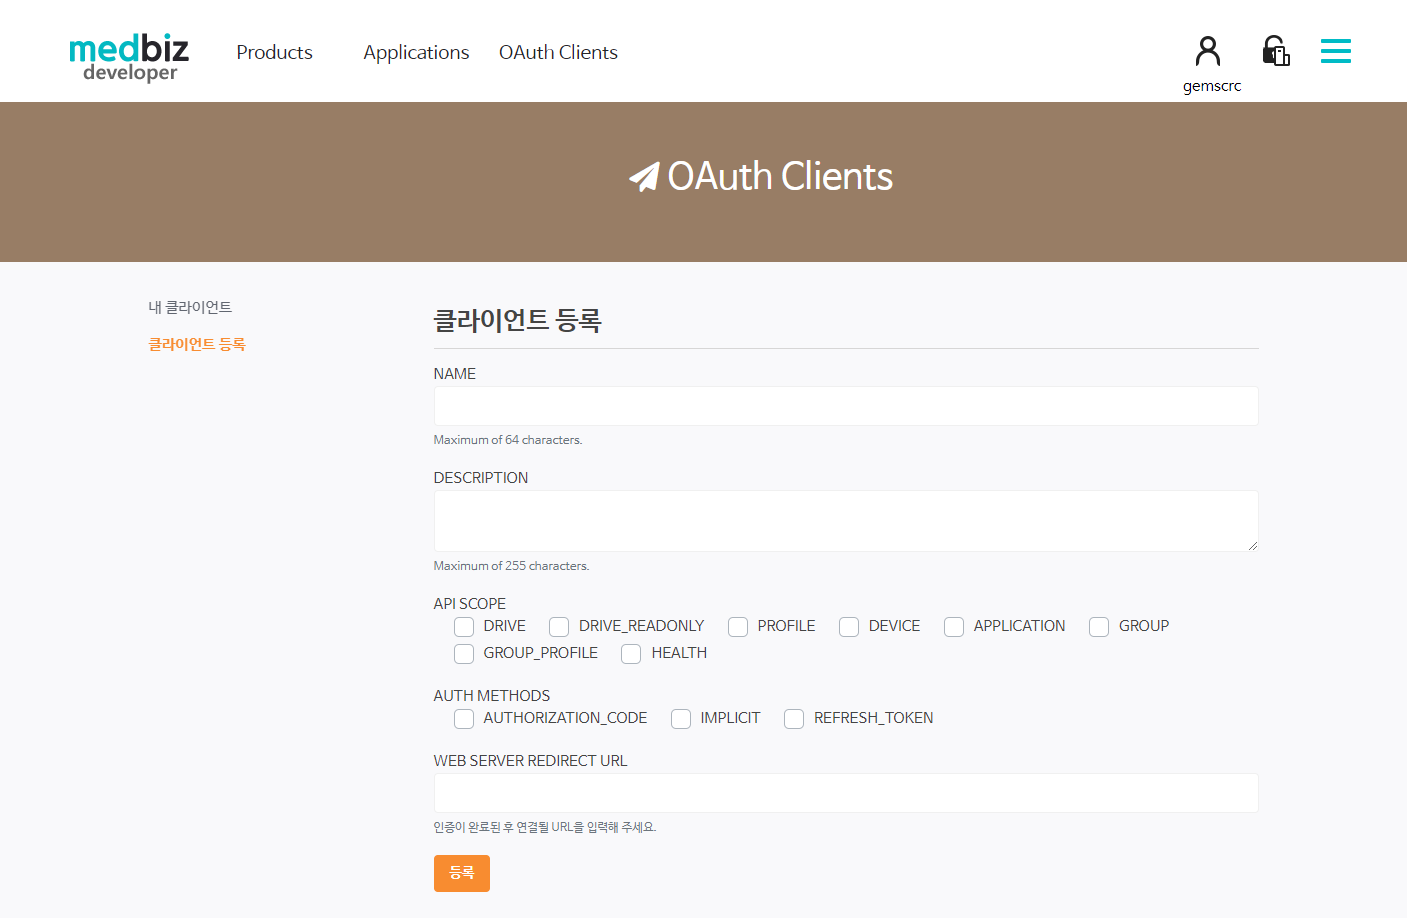 medbiz
developer
Products Applications OAuth Clients
gemscrc
OAuth Clients
내 클라이언트
클라이언트 등록
클라이언트 등록
NAME
Maximum of 64 characters.
DESCRIPTION
Maximum of 255 characters.
API SCOPE
DRIVE DRIVE_READONLY PROFILE DEVICE APPLICATION GROUP
GROUP_PROFILE HEALTH
AUTH METHODS
AUTHORIZATION_CODE IMPLICIT REFRESH_TOKEN
WEB SERVER REDIRECT URL
인증이 완료된 후 연결될 URL을 입력해 주세요.
등록